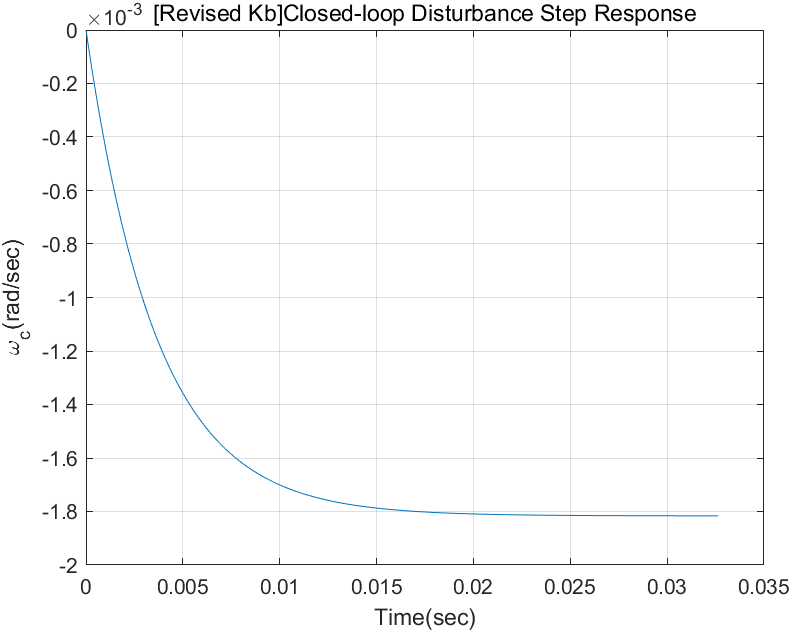 ×10⁻³ [Revised Kb]Closed-loop Disturbance Step Response
0
-0.2
-0.4
-0.6
-0.8
-1
-1.2
-1.4
-1.6
-1.8
-2
ω_c(rad/sec)
0 0.005 0.01 0.015 0.02 0.025 0.03 0.035
Time(sec)